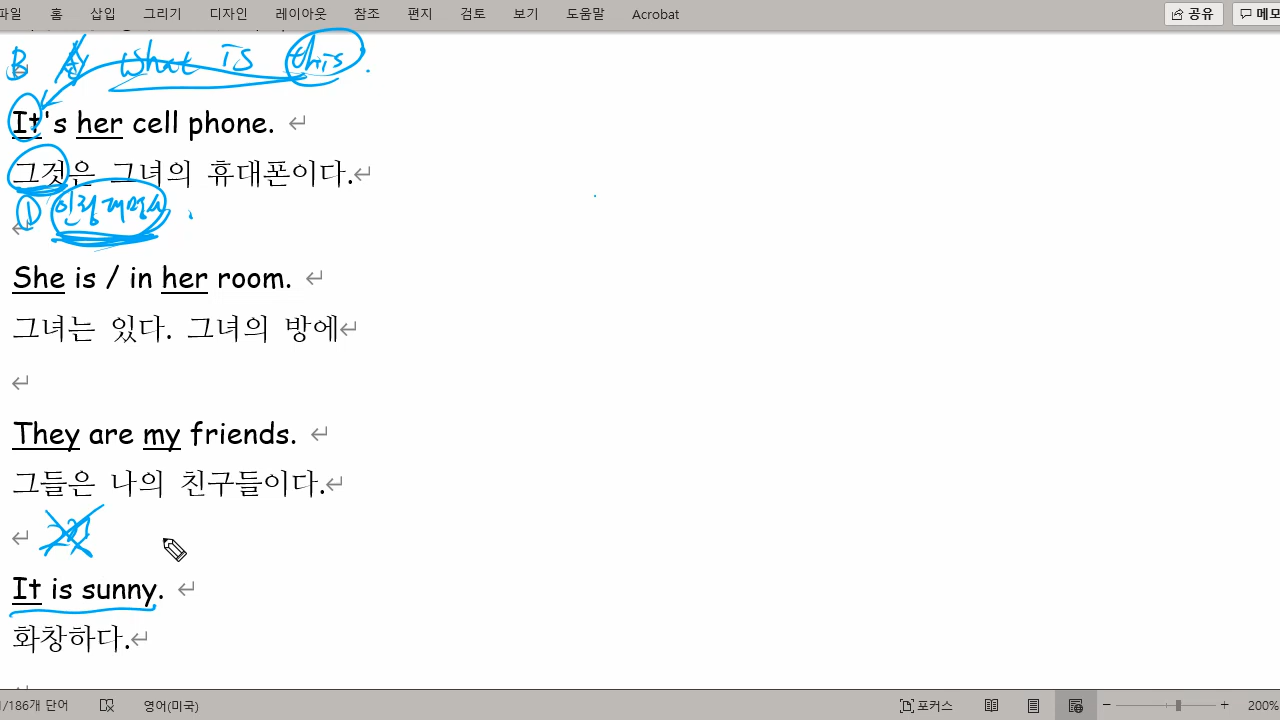 파일 홈 삽입 그리기 디자인 레이아웃 참조 편지 검토 보기 도움말 Acrobat 공유 메모
B A What is this.
It's her cell phone.
그것은 그녀의 휴대폰이다.
① 인칭대명사.
She is / in her room.
그녀는 있다. 그녀의 방에
They are my friends.
그들은 나의 친구들이다.
It is sunny.
화창하다.
/186개 단어 영어(미국) 포커스 200%